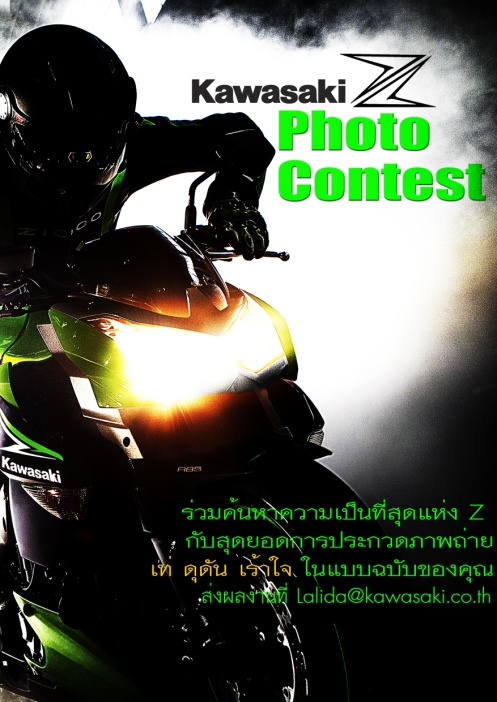 Kawasaki Z
Photo
Contest
Kawasaki
ABS
ร่วมค้นหาความเป็นที่สุดแห่ง Z
กับสุดยอดการประกวดภาพถ่าย
เท่ ดุดัน เร้าใจ ในแบบฉบับของคุณ
ส่งผลงานที่ Lalida@kawasaki.co.th